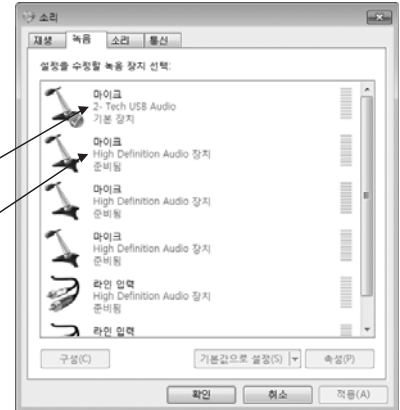 소리
재생 녹음 소리 통신
설정을 수정할 녹음 장치 선택:
마이크
2- Tech USB Audio
기본 장치
마이크
High Definition Audio 장치
준비됨
마이크
High Definition Audio 장치
준비됨
마이크
High Definition Audio 장치
준비됨
라인 입력
High Definition Audio 장치
준비됨
라인 입력
구성(C) 기본값으로 설정(S) 속성(P)
확인 취소 적용(A)